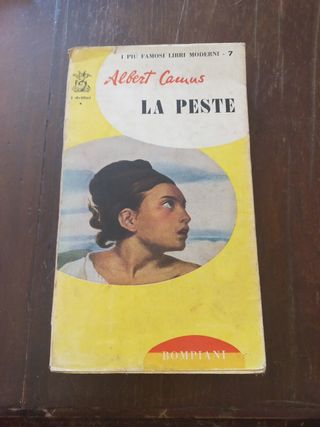 I PIÙ FAMOSI LIBRI MODERNI - 7
Albert Camus
LA PESTE
BOMPIANI